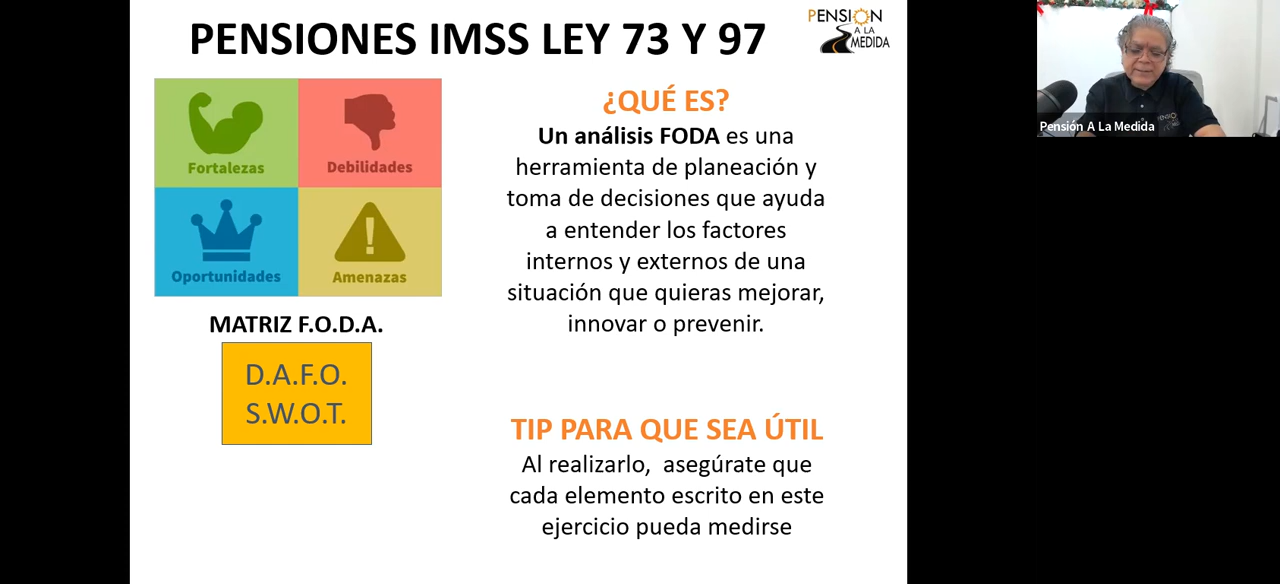 PENSIONES IMSS LEY 73 Y 97
PENSION
A LA
MEDIDA
Fortalezas
Debilidades
Oportunidades
Amenazas
MATRIZ F.O.D.A.
D.A.F.O.
S.W.O.T.
¿QUÉ ES?
Un análisis FODA es una
herramienta de planeación y
toma de decisiones que ayuda
a entender los factores
internos y externos de una
situación que quieras mejorar,
innovar o prevenir.
TIP PARA QUE SEA ÚTIL
Al realizarlo, asegúrate que
cada elemento escrito en este
ejercicio pueda medirse
Pensión A La Medida